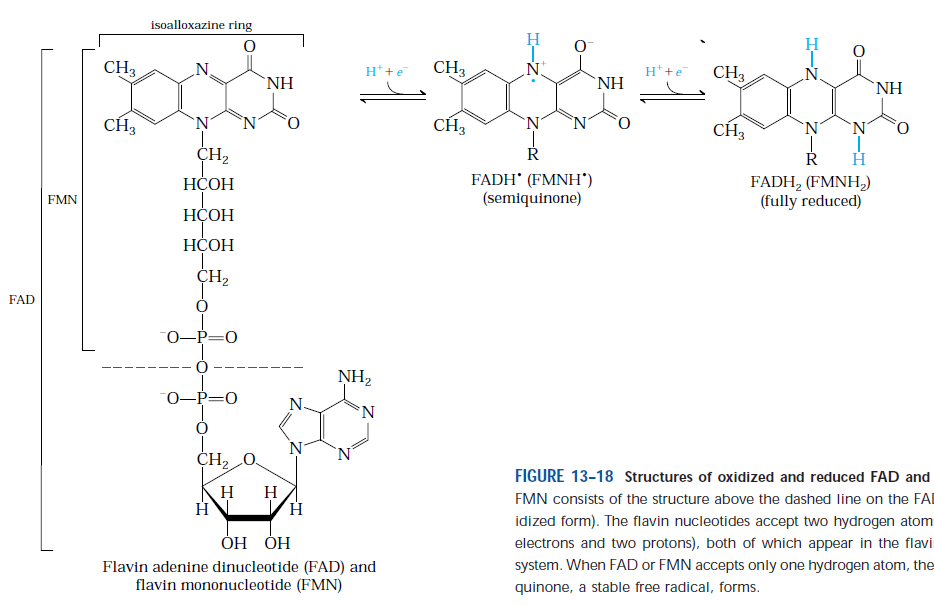 isoalloxazine ring
O
CH3
N
NH
CH3
N
N
O
CH2
HCOH
HCOH
HCOH
CH2
O
⁻O—P=O
O
⁻O—P=O
O
CH2
O
H
H
H
H
OH
OH
NH2
N
N
N
N
FMN
FAD
Flavin adenine dinucleotide (FAD) and
flavin mononucleotide (FMN)
H⁺ + e⁻
H
O⁻
CH3
N⁺
•
NH
CH3
N
N
O
R
FADH• (FMNH•)
(semiquinone)
H⁺ + e⁻
H
O
CH3
N
NH
CH3
N
N
O
R
H
FADH2 (FMNH2)
(fully reduced)
FIGURE 13–18 Structures of oxidized and reduced FAD and
FMN consists of the structure above the dashed line on the FAD
idized form). The flavin nucleotides accept two hydrogen atom
electrons and two protons), both of which appear in the flavi
system. When FAD or FMN accepts only one hydrogen atom, the
quinone, a stable free radical, forms.